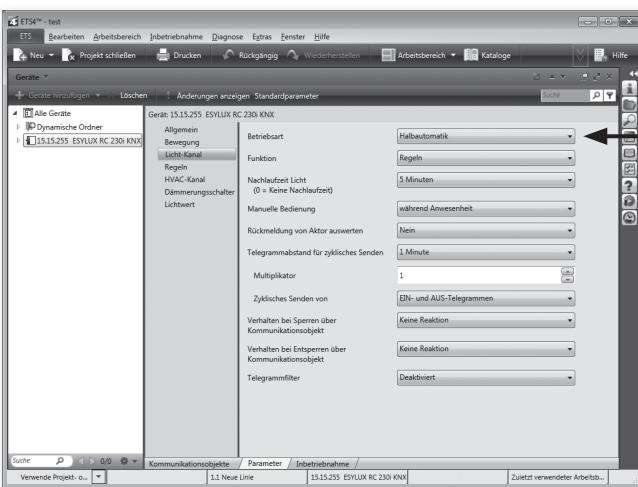 ETS4™ - test
ETS Bearbeiten Arbeitsbereich Inbetriebnahme Diagnose Extras Fenster Hilfe
Neu Projekt schließen Drucken Rückgängig Wiederherstellen Arbeitsbereich Kataloge Hilfe
Geräte
Geräte hinzufügen Löschen Änderungen anzeigen Standardparameter Suche
Alle Geräte
Dynamische Ordner
15.15.255 ESYLUX RC 230i KNX
Gerät: 15.15.255 ESYLUX RC 230i KNX
Allgemein
Bewegung
Licht-Kanal
Regeln
HVAC-Kanal
Dämmerungsschalter
Lichtwert
Betriebsart Halbautomatik
Funktion Regeln
Nachlaufzeit Licht 5 Minuten
(0 = Keine Nachlaufzeit)
Manuelle Bedienung während Anwesenheit
Rückmeldung von Aktor auswerten Nein
Telegrammabstand für zyklisches Senden 1 Minute
Multiplikator 1
Zyklisches Senden von EIN- und AUS-Telegrammen
Verhalten bei Sperren über Keine Reaktion
Kommunikationsobjekt
Verhalten bei Entsperren über Keine Reaktion
Kommunikationsobjekt
Telegrammfilter Deaktiviert
Suche 0/0
Kommunikationsobjekte Parameter Inbetriebnahme
Verwende Projekt- o... 1.1 Neue Linie 15.15.255 ESYLUX RC 230i KNX Zuletzt verwendeter Arbeitsb...